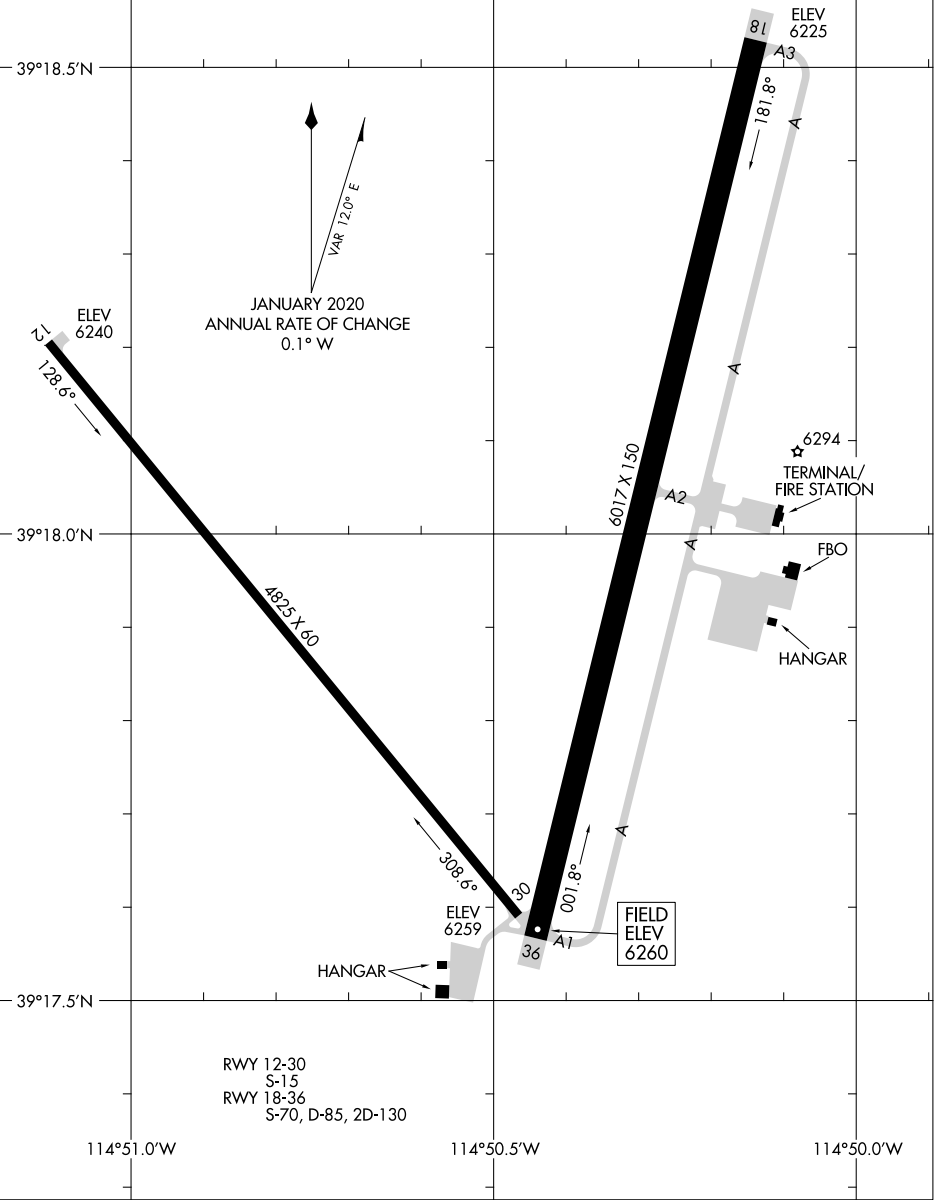 18
ELEV
6225
A3
39°18.5'N
181.8°
A
VAR 12.0° E
JANUARY 2020
ANNUAL RATE OF CHANGE
0.1° W
ELEV
6240
12
128.6°
A
6294
TERMINAL/
FIRE STATION
6017 X 150
A2
39°18.0'N
A
FBO
4825 X 60
HANGAR
A
308.6°
30
001.8°
ELEV
6259
FIELD
ELEV
6260
A1
36
HANGAR
39°17.5'N
RWY 12-30
S-15
RWY 18-36
S-70, D-85, 2D-130
114°51.0'W
114°50.5'W
114°50.0'W